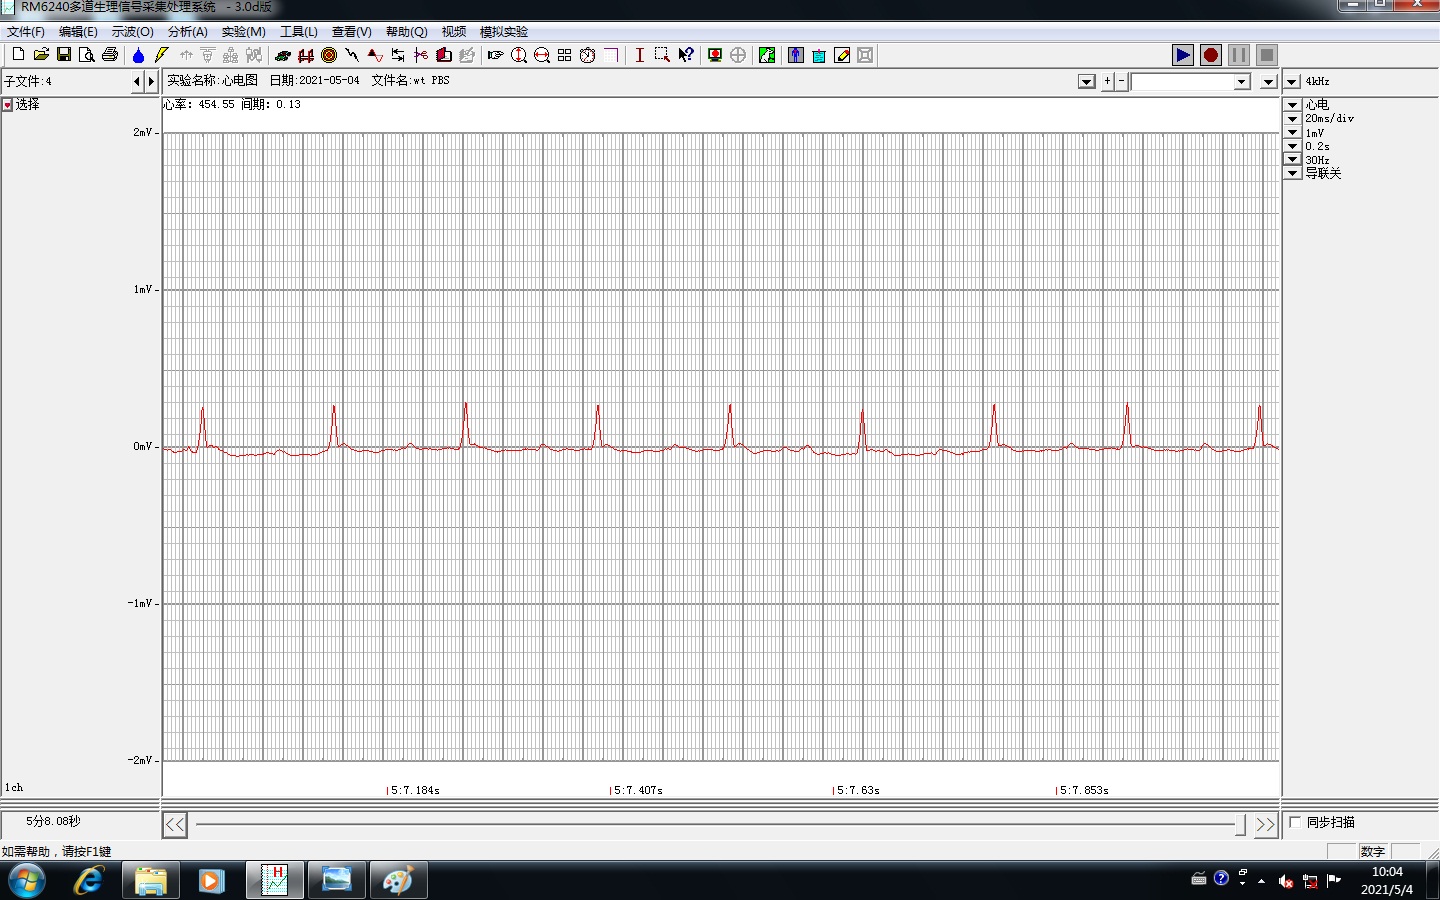 RM6240多道生理信号采集处理系统 - 3.0d版
文件(F) 编辑(E) 示波(O) 分析(A) 实验(M) 工具(L) 查看(V) 帮助(Q) 视频 模拟实验
子文件:4
实验名称:心电图 日期:2021-05-04 文件名:wt PBS
+ -
4kHz
选择
心率: 454.55 间期: 0.13
心电
20ms/div
1mV
0.2s
30Hz
导联关
2mV
1mV
0mV
-1mV
-2mV
1ch
5:7.184s 5:7.407s 5:7.63s 5:7.853s
5分8.08秒
<< >>
同步扫描
如需帮助，请按F1键
数字
H
10:04
2021/5/4